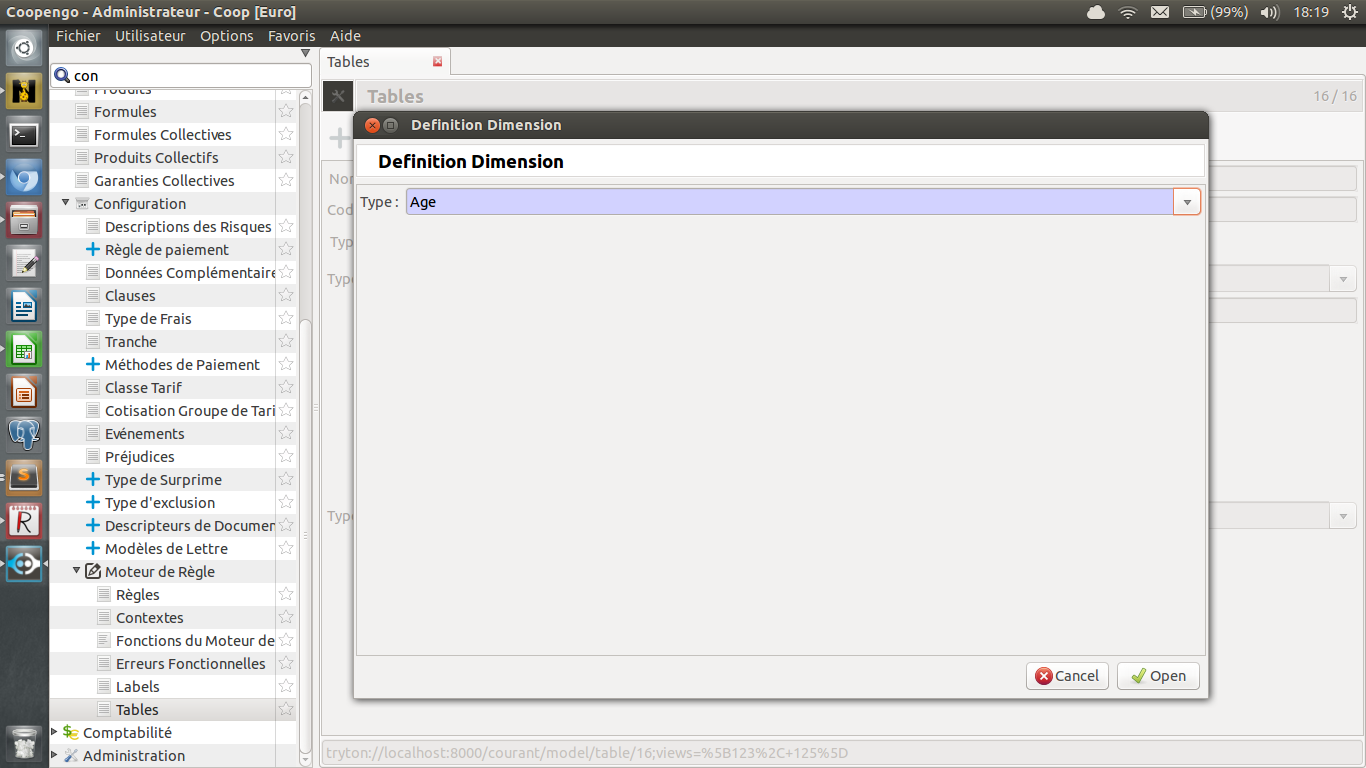 Coopengo - Administrateur - Coop [Euro]
(99%)
18:19
Fichier Utilisateur Options Favoris Aide
con
Produits
Formules
Formules Collectives
Produits Collectifs
Garanties Collectives
Configuration
Descriptions des Risques
Règle de paiement
Données Complémentaire
Clauses
Type de Frais
Tranche
Méthodes de Paiement
Classe Tarif
Cotisation Groupe de Tari
Evénements
Préjudices
Type de Surprime
Type d'exclusion
Descripteurs de Documen
Modèles de Lettre
Moteur de Règle
Règles
Contextes
Fonctions du Moteur de
Erreurs Fonctionnelles
Labels
Tables
Comptabilité
Administration
Tables
Tables
16 / 16
Nor
Cod
Typ
Type
Type
Definition Dimension
Definition Dimension
Type :
Age
Cancel
Open
tryton://localhost:8000/courant/model/table/16;views=%5B123%2C+125%5D